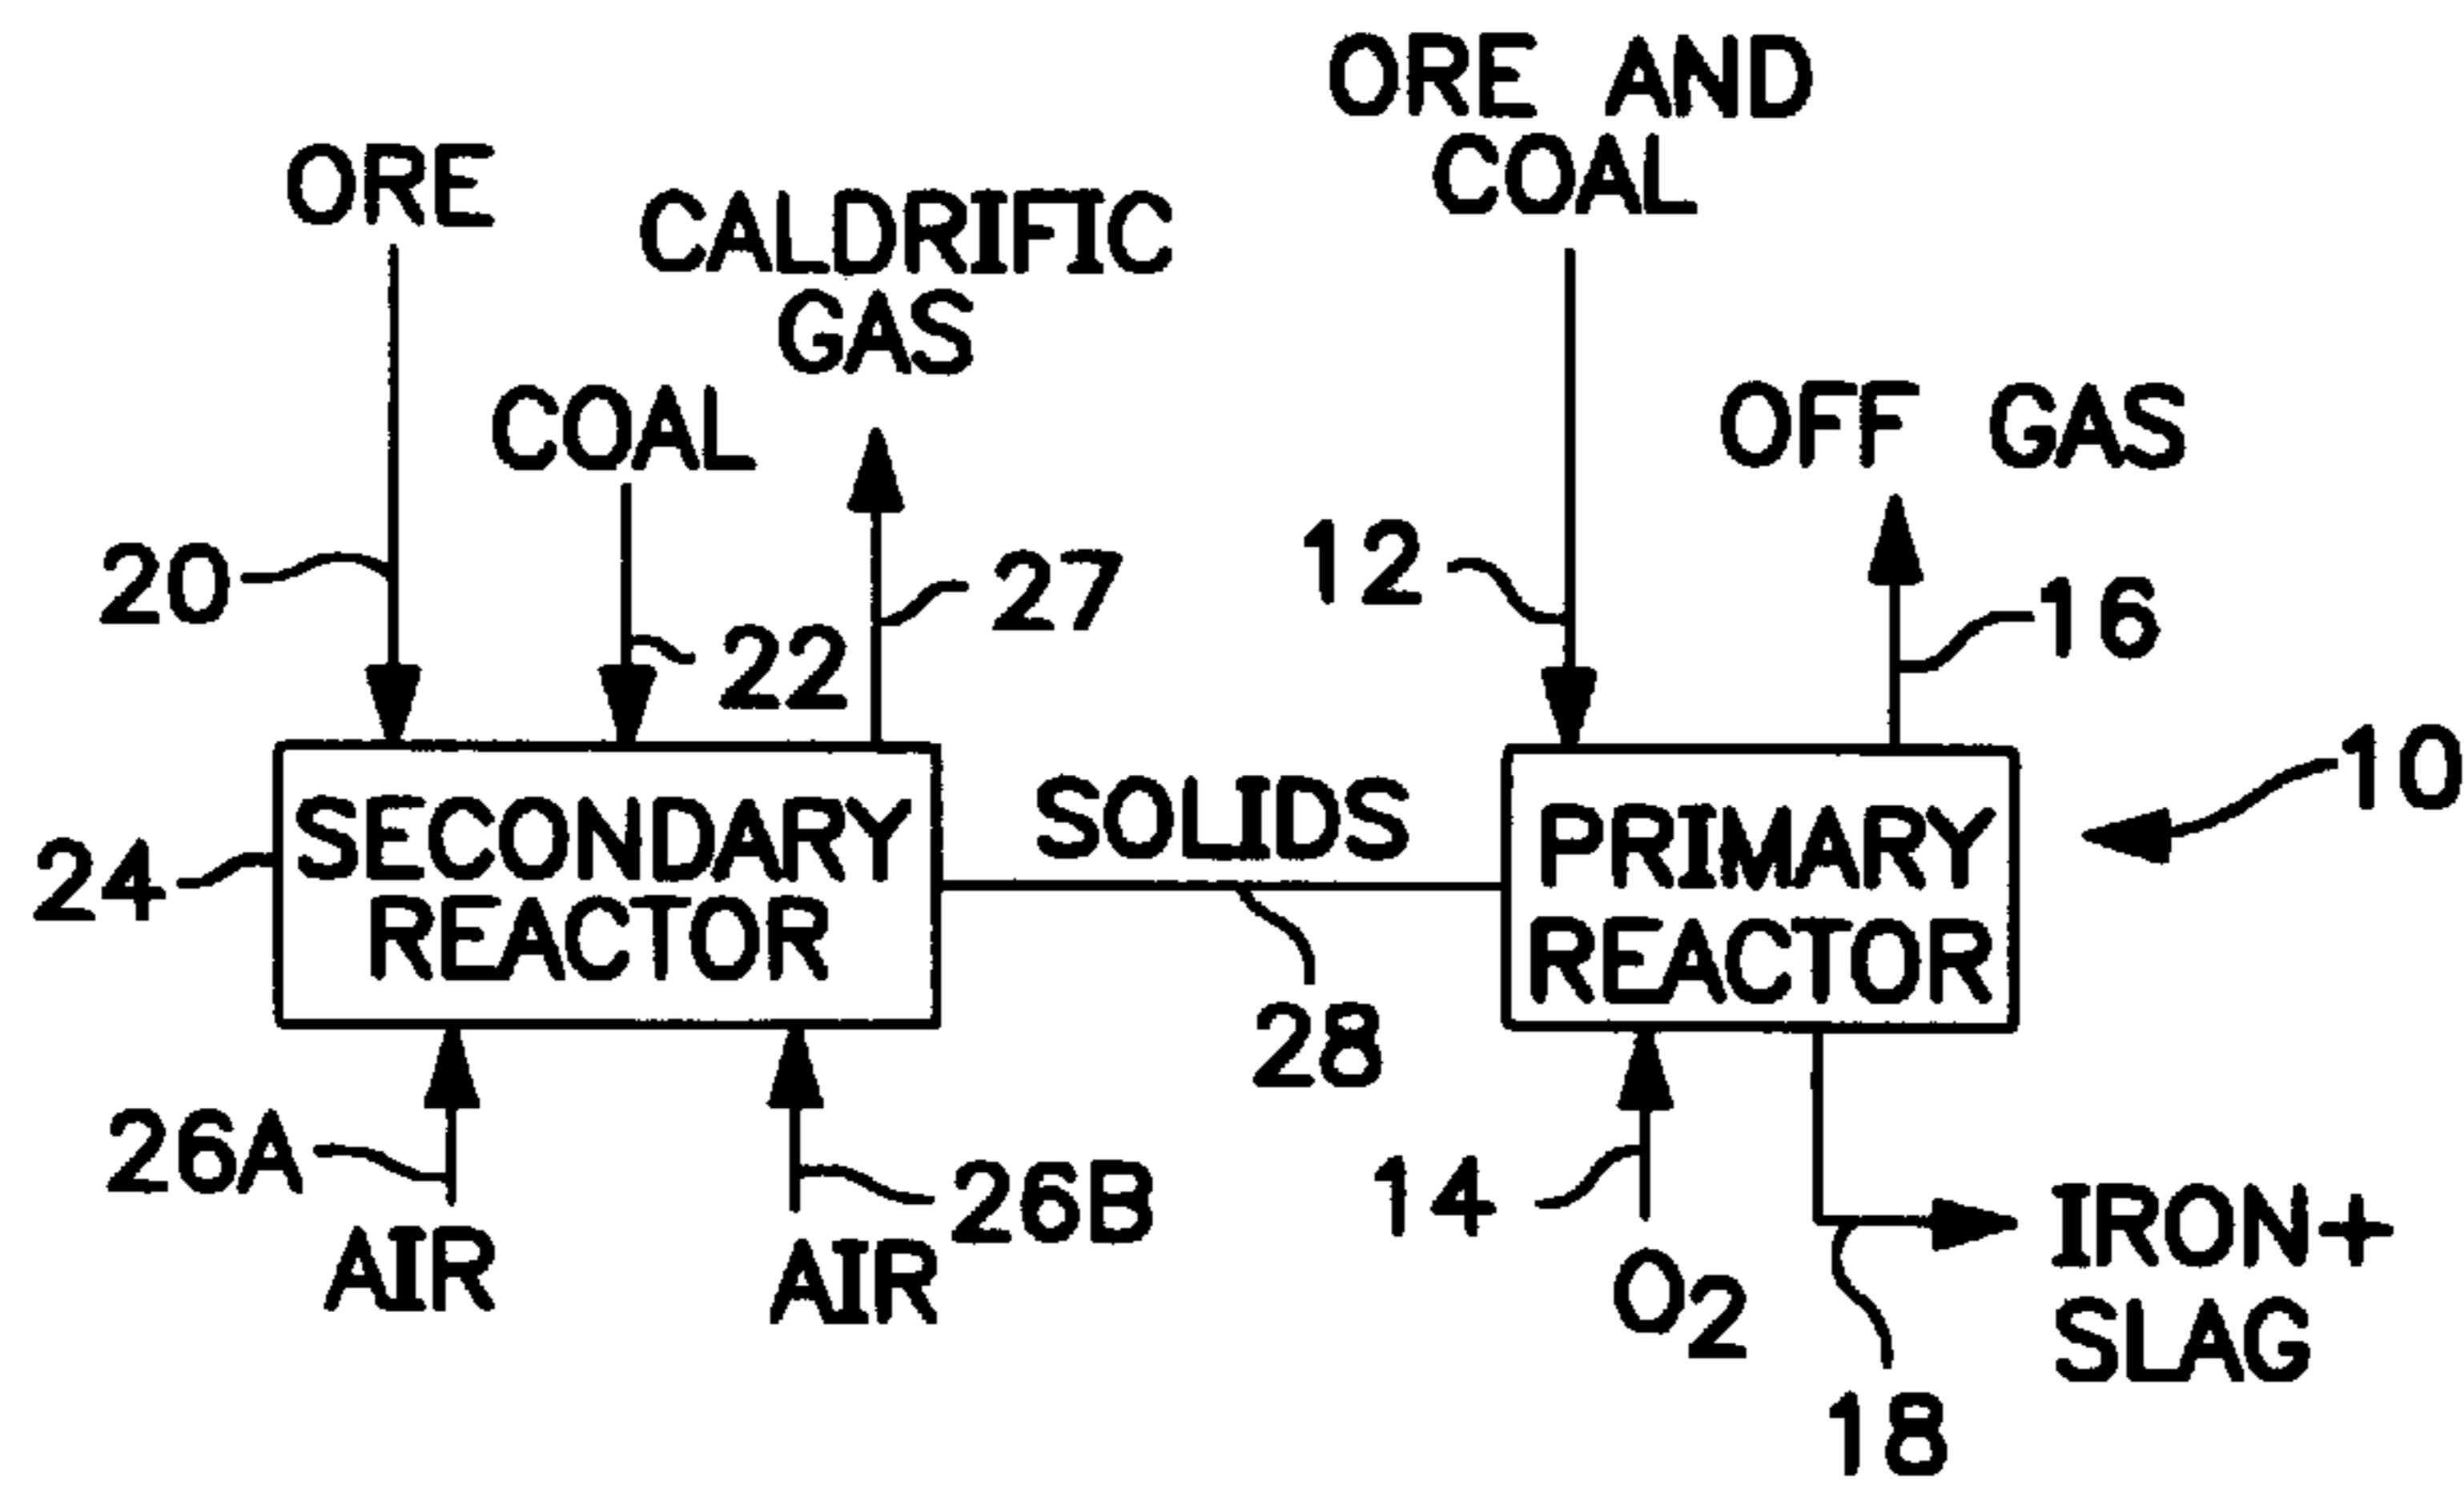 ORE AND
COAL
ORE
CALDRIFIC
GAS
COAL
OFF GAS
20
22
27
12
16
10
SECONDARY
REACTOR
24
SOLIDS
28
PRIMARY
REACTOR
26A
AIR
26B
AIR
14
O2
IRON+
SLAG
18